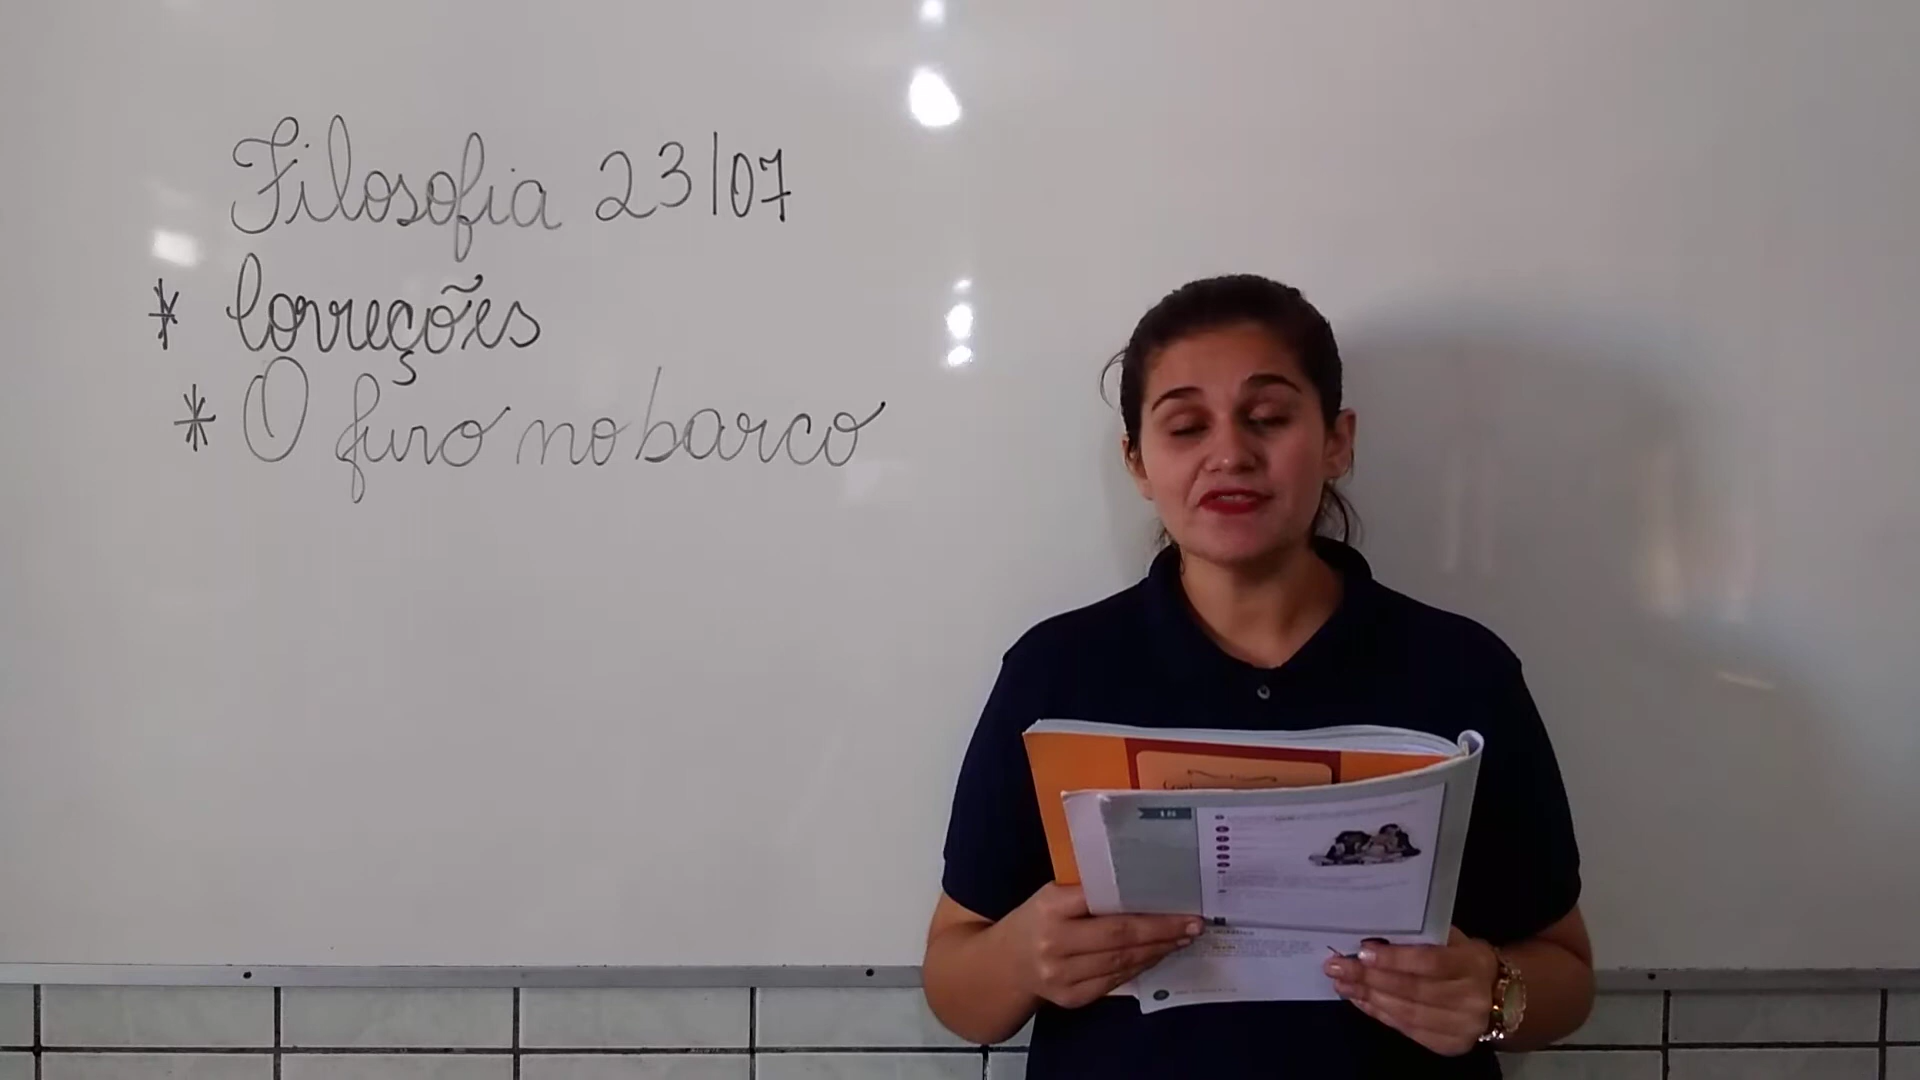 Filosofia 23/07
* Correções
* O furo no barco